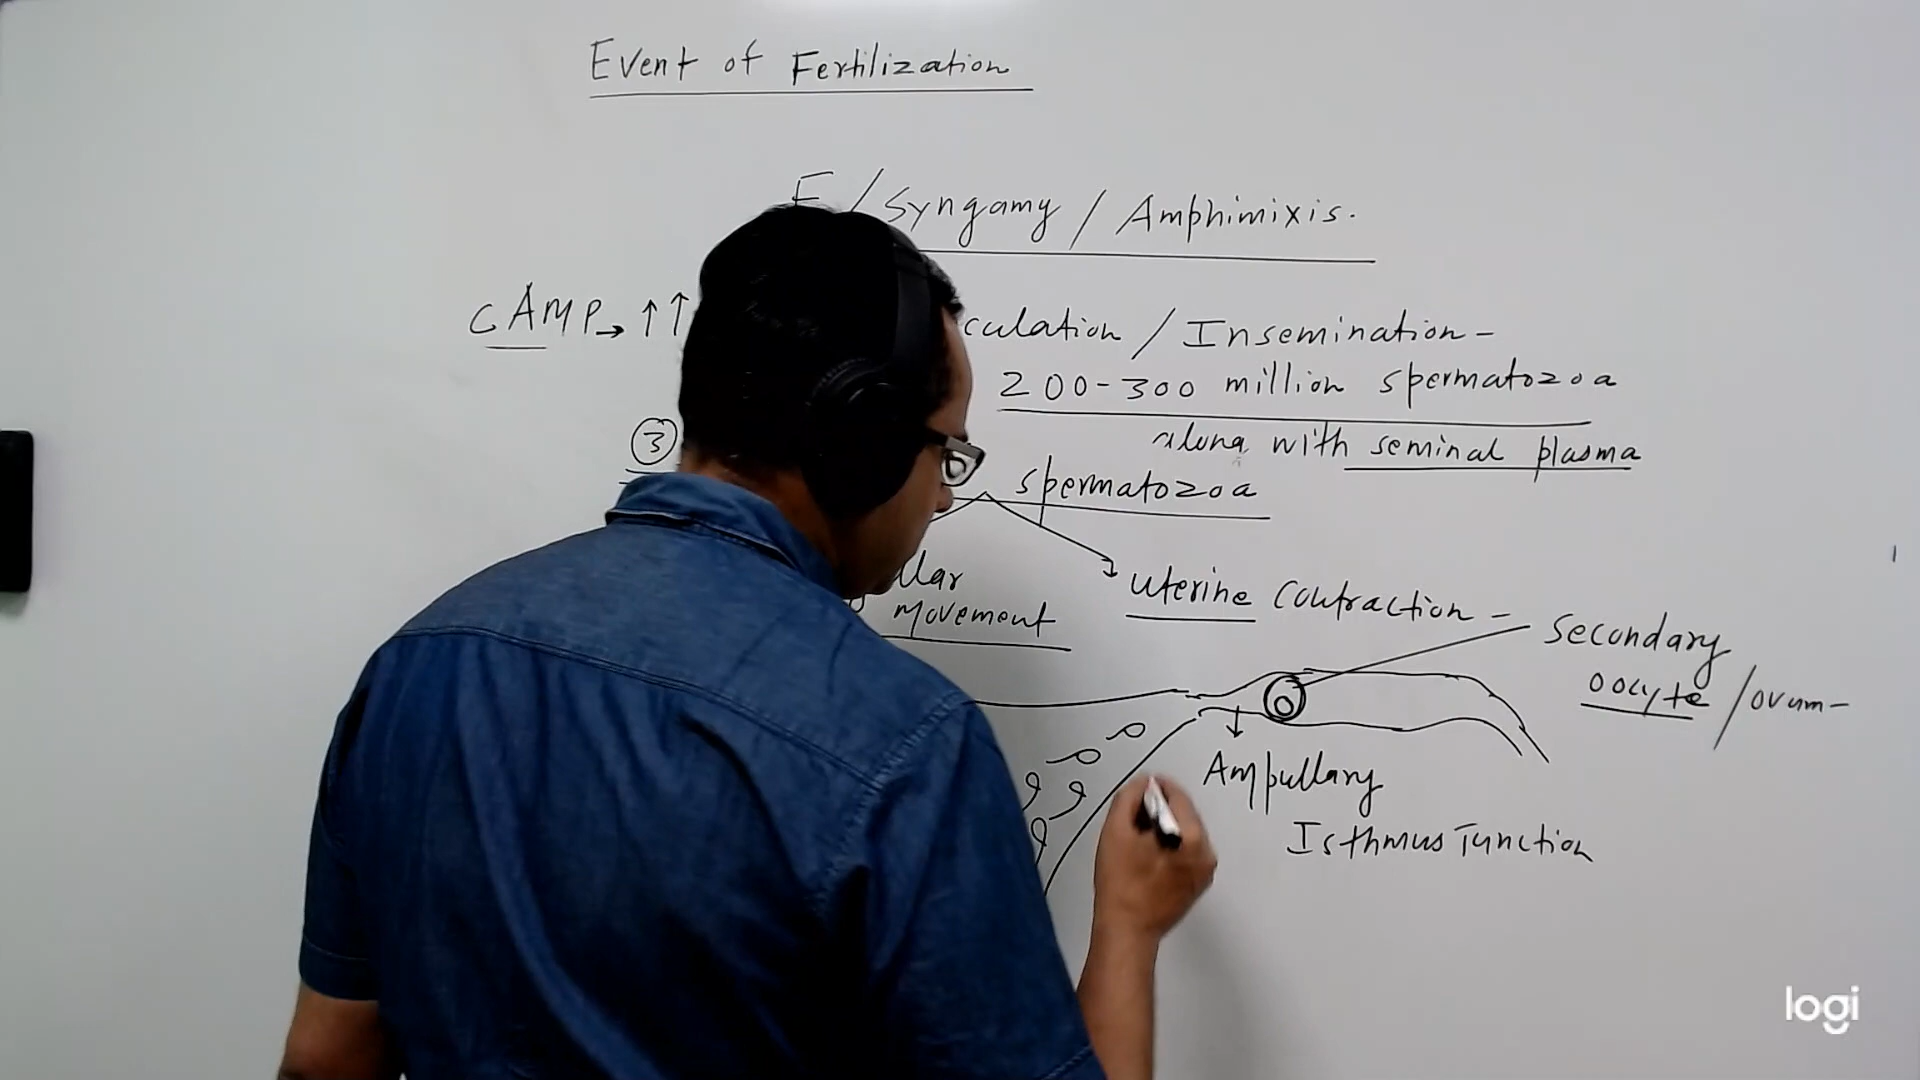 Event of Fertilization
F / Syngamy / Amphimixis.
cAMP → ↑↑ culation / Insemination -
200-300 million spermatozoa
along with seminal plasma
③ spermatozoa
llar movement
Uterine Contraction -
Secondary
oocyte / ovum -
Ampullary
Isthmus Junction
logi